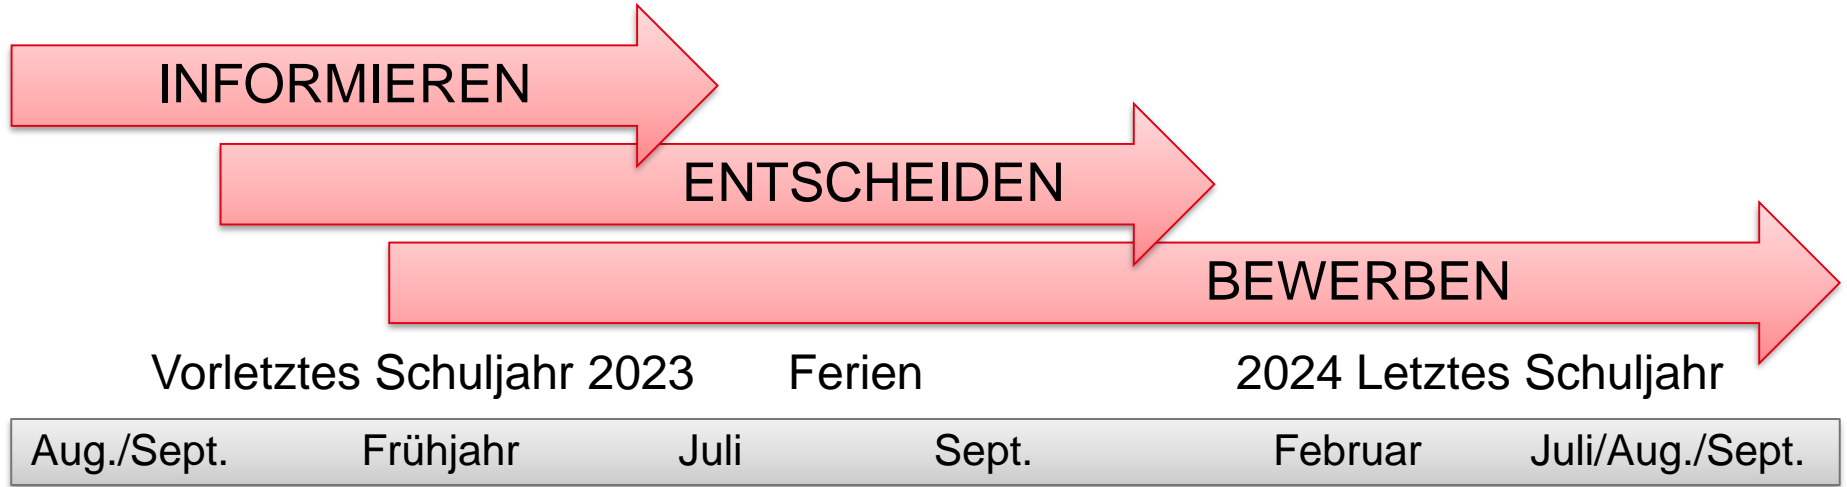 INFORMIEREN
ENTSCHEIDEN
BEWERBEN
Vorletztes Schuljahr 2023 Ferien 2024 Letztes Schuljahr
Aug./Sept. Frühjahr Juli Sept. Februar Juli/Aug./Sept.